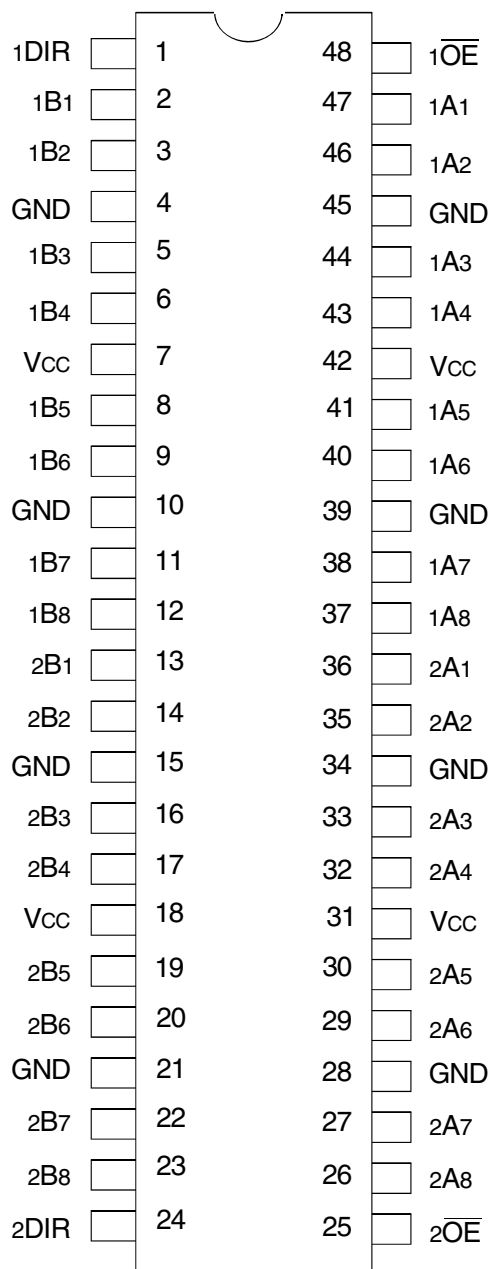 1DIR 1 48 1O̅E̅
1B1 2 47 1A1
1B2 3 46 1A2
GND 4 45 GND
1B3 5 44 1A3
1B4 6 43 1A4
VCC 7 42 VCC
1B5 8 41 1A5
1B6 9 40 1A6
GND 10 39 GND
1B7 11 38 1A7
1B8 12 37 1A8
2B1 13 36 2A1
2B2 14 35 2A2
GND 15 34 GND
2B3 16 33 2A3
2B4 17 32 2A4
VCC 18 31 VCC
2B5 19 30 2A5
2B6 20 29 2A6
GND 21 28 GND
2B7 22 27 2A7
2B8 23 26 2A8
2DIR 24 25 2O̅E̅